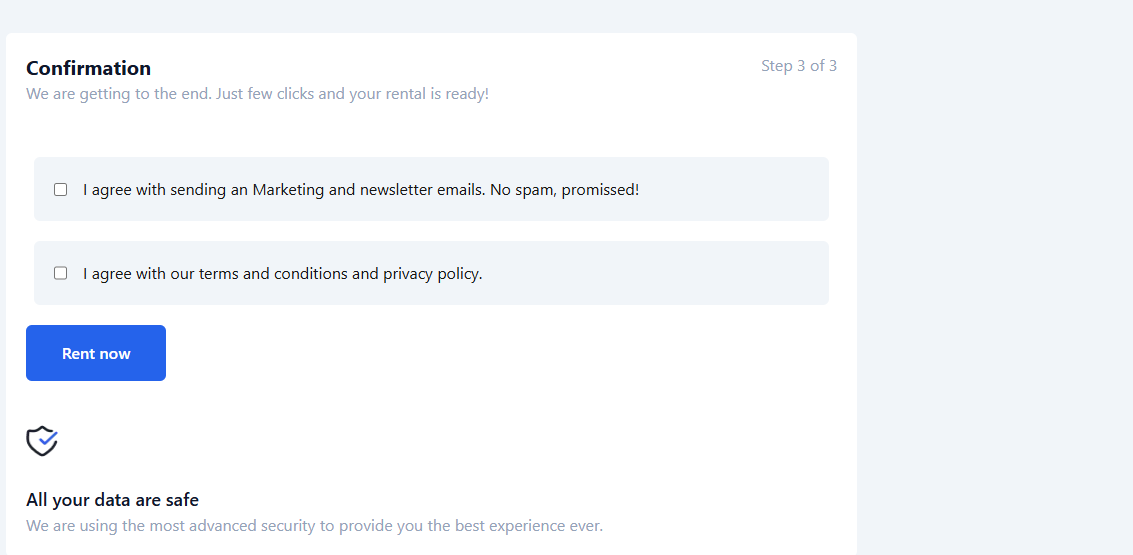 Confirmation
Step 3 of 3
We are getting to the end. Just few clicks and your rental is ready!
I agree with sending an Marketing and newsletter emails. No spam, promissed!
I agree with our terms and conditions and privacy policy.
Rent now
All your data are safe
We are using the most advanced security to provide you the best experience ever.